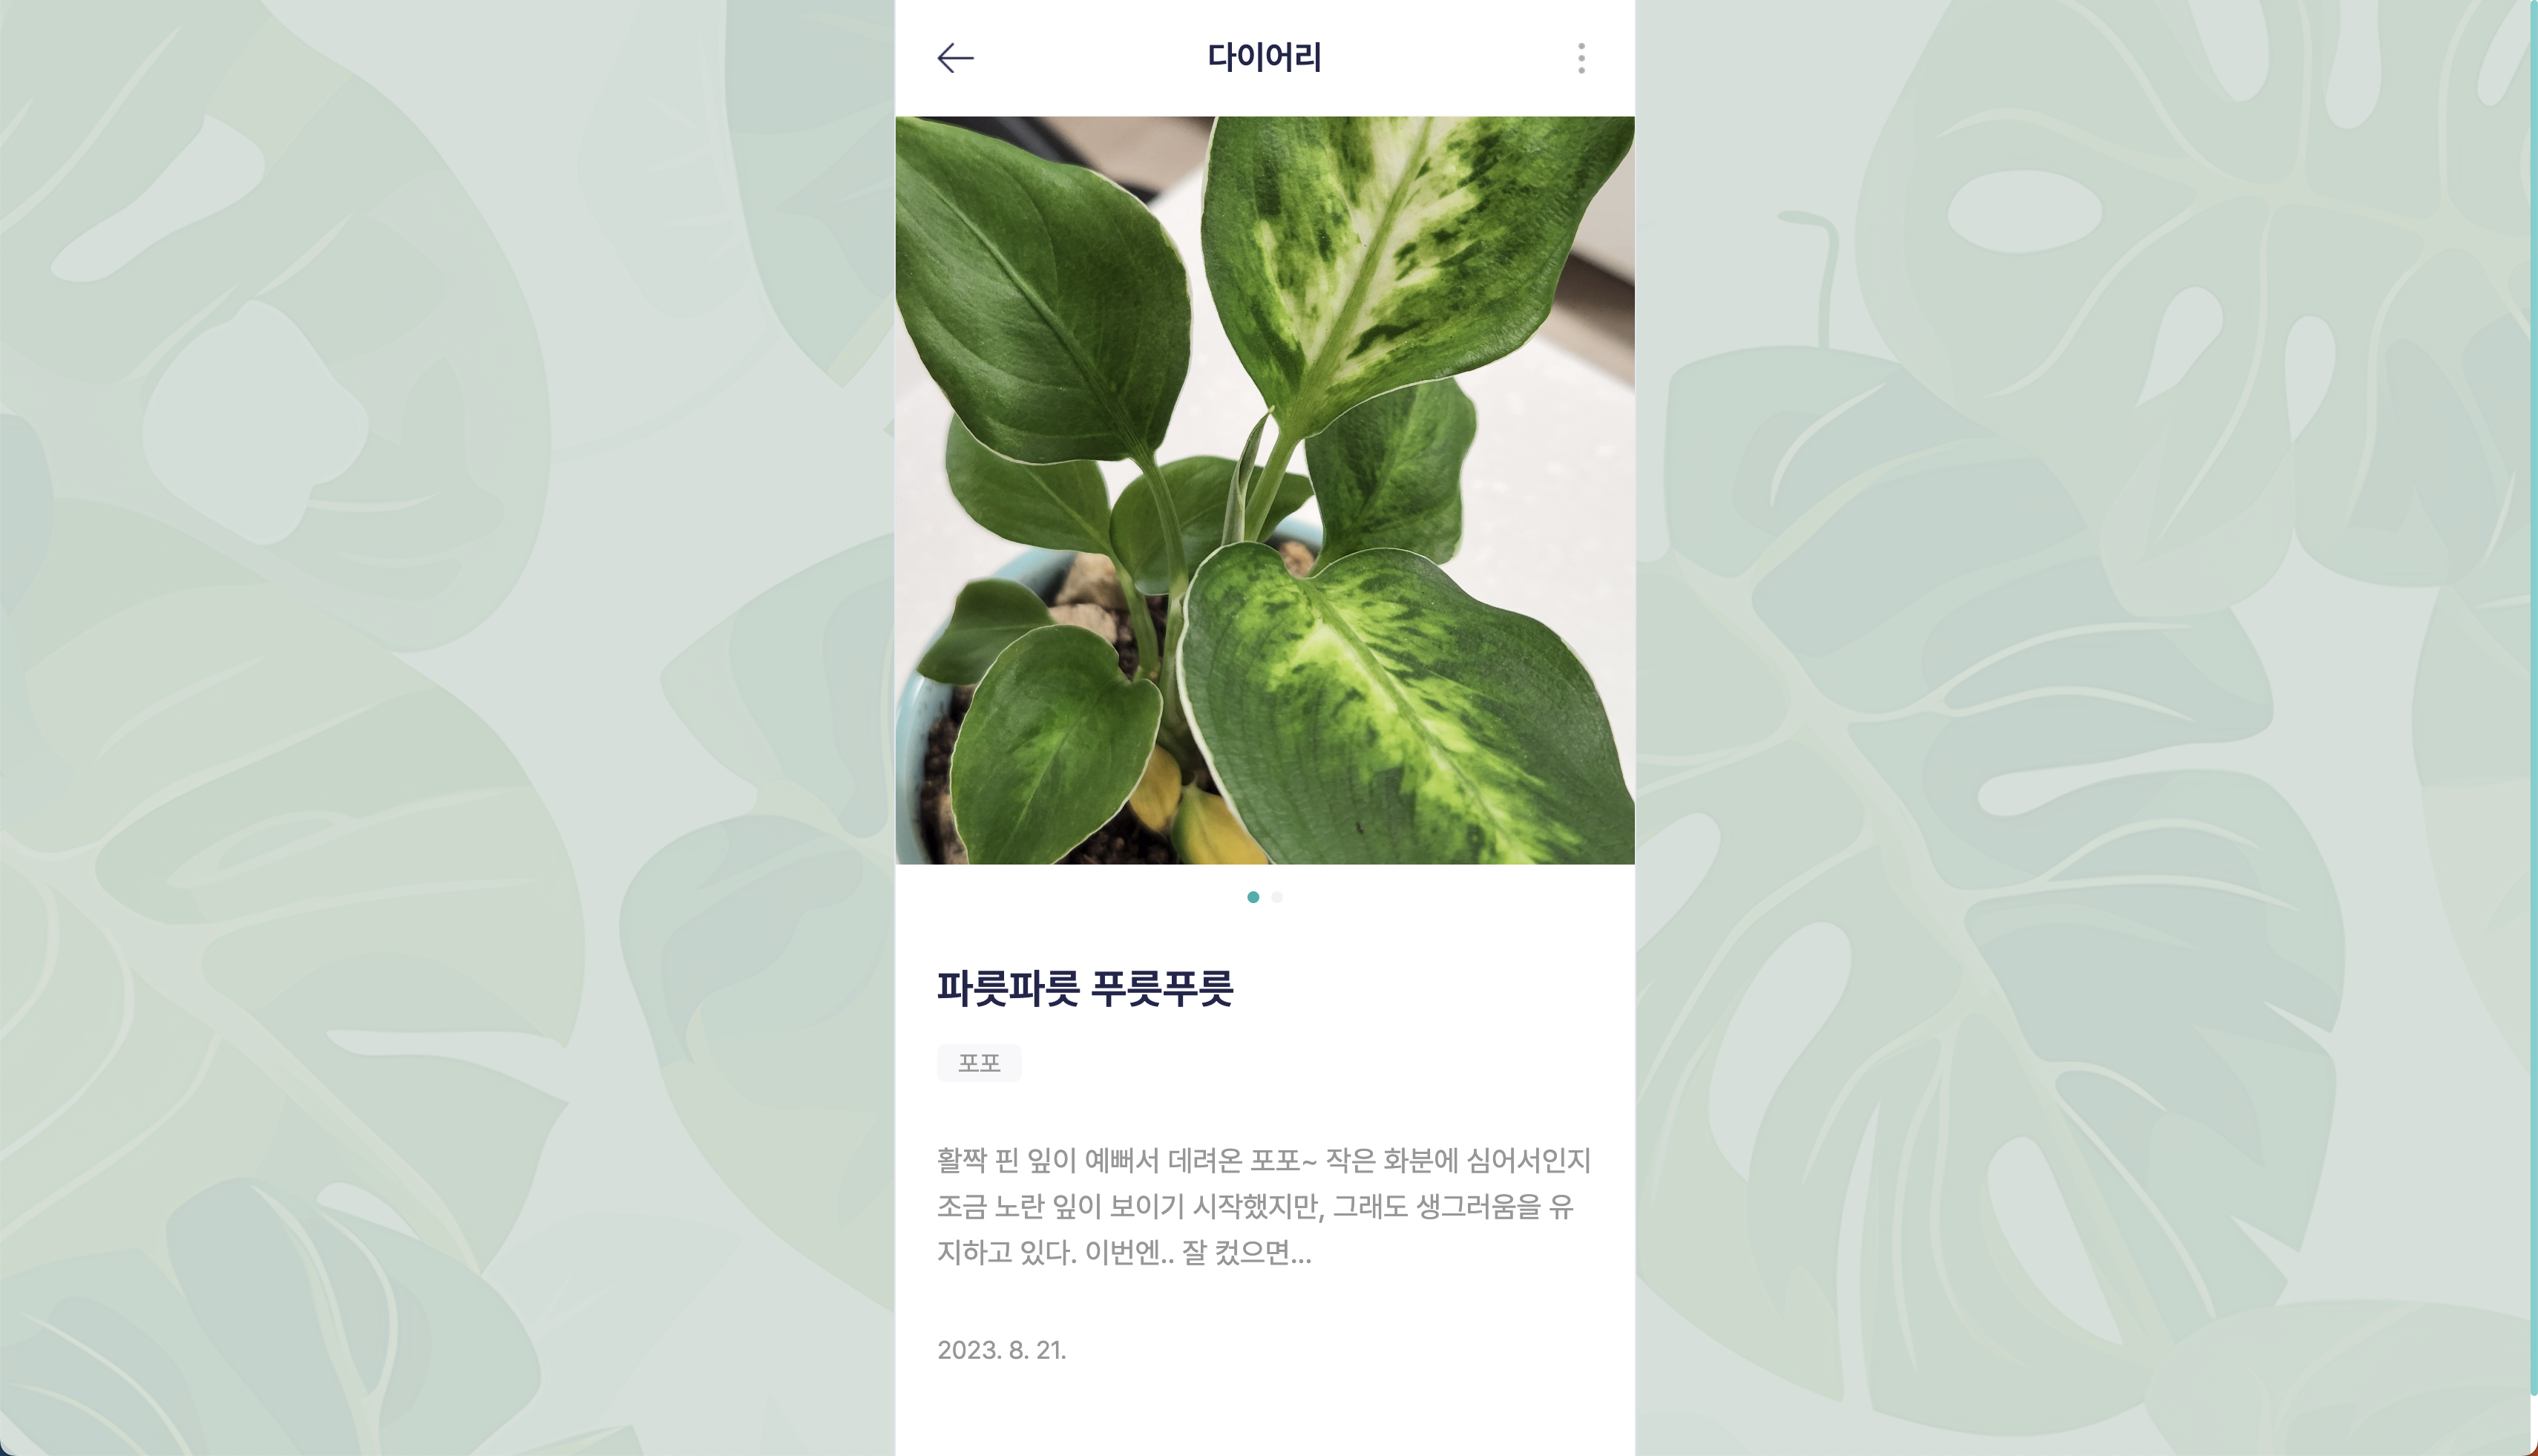 다이어리
파릇파릇 푸릇푸릇
포포
활짝 핀 잎이 예뻐서 데려온 포포~ 작은 화분에 심어서인지
조금 노란 잎이 보이기 시작했지만, 그래도 생그러움을 유
지하고 있다. 이번엔.. 잘 컸으면...
2023. 8. 21.